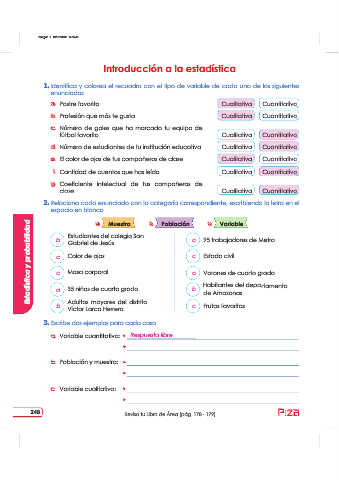 Introducción a la estadística
1. Identifica y colorea el recuadro con el tipo de variable de cada uno de los siguientes
enunciados:
a. Postre favorito Cualitativa Cuantitativa
b. Profesión que más te gusta Cualitativa Cuantitativa
c. Número de goles que ha marcado tu equipo de
fútbol favorito Cualitativa Cuantitativa
d. Número de estudiantes de tu institución educativa Cualitativa Cuantitativa
e. El color de ojos de tus compañeros de clase Cualitativa Cuantitativa
f. Cantidad de cuentos que has leído Cualitativa Cuantitativa
g. Coeficiente intelectual de tus compañeros de
clase Cualitativa Cuantitativa
2. Relaciona cada enunciado con la categoría correspondiente, escribiendo la letra en el
espacio en blanco.
a) Muestra b) Población c) Variable
b Estudiantes del colegio San
Gabriel de Jesús
a 75 trabajadores de Metro
c Color de ojos
c Estado civil
c Masa corporal
a Varones de cuarto grado
a 35 niñas de cuarto grado
b Habitantes del departamento
de Amazonas
b Adultos mayores del distrito
Víctor Larco Herrera
c Frutas favoritas
3. Escribe dos ejemplos para cada caso.
a. Variable cuantitativa: • Respuesta libre
•
b. Población y muestra: •
•
c. Variable cualitativa: •
•
Estadística y probabilidad
248
Revisa tu Libro de Área (pág. 178 - 179)